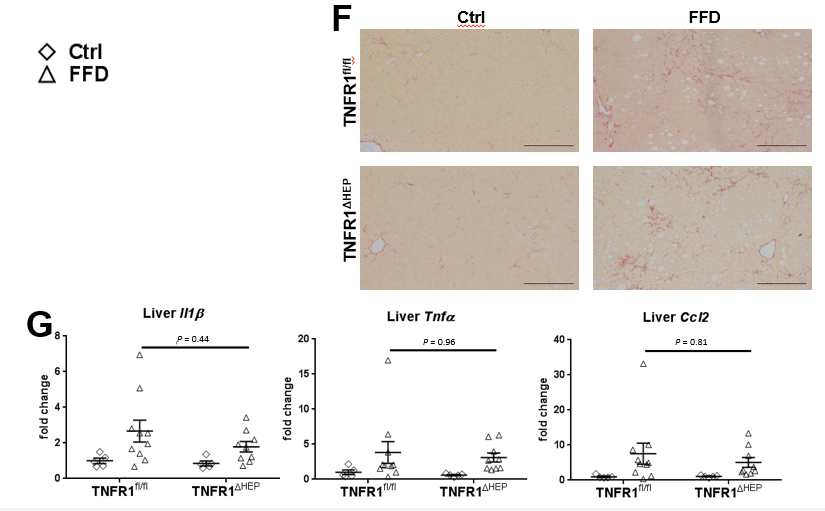 F
Ctrl FFD
◇ Ctrl
△ FFD
TNFR1fl/fl
TNFR1ΔHEP
G
Liver Il1β
P = 0.44
fold change
8
6
4
2
0
TNFR1fl/fl TNFR1ΔHEP
Liver Tnfα
P = 0.96
fold change
20
15
10
5
0
TNFR1fl/fl TNFR1ΔHEP
Liver Ccl2
P = 0.81
fold change
40
30
20
10
0
TNFR1fl/fl TNFR1ΔHEP